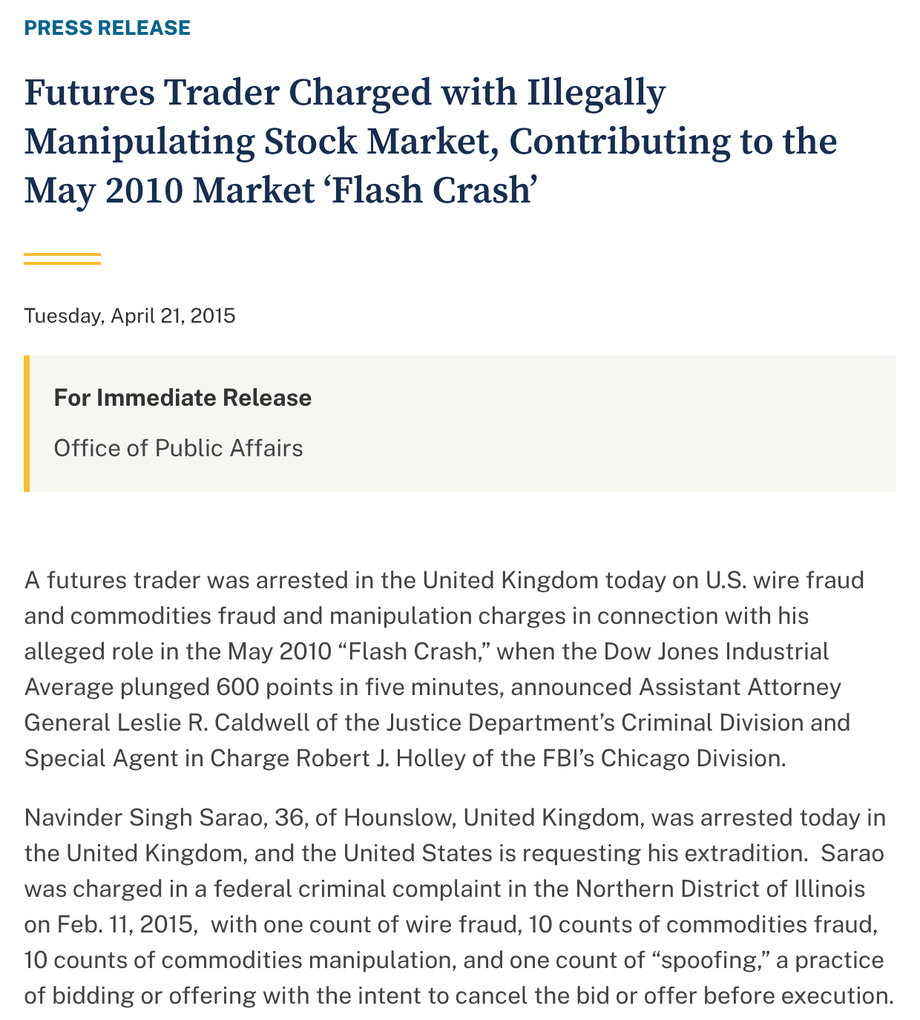 PRESS RELEASE
Futures Trader Charged with Illegally
Manipulating Stock Market, Contributing to the
May 2010 Market ‘Flash Crash’
Tuesday, April 21, 2015
For Immediate Release
Office of Public Affairs
A futures trader was arrested in the United Kingdom today on U.S. wire fraud
and commodities fraud and manipulation charges in connection with his
alleged role in the May 2010 “Flash Crash,” when the Dow Jones Industrial
Average plunged 600 points in five minutes, announced Assistant Attorney
General Leslie R. Caldwell of the Justice Department’s Criminal Division and
Special Agent in Charge Robert J. Holley of the FBI’s Chicago Division.
Navinder Singh Sarao, 36, of Hounslow, United Kingdom, was arrested today in
the United Kingdom, and the United States is requesting his extradition.  Sarao
was charged in a federal criminal complaint in the Northern District of Illinois
on Feb. 11, 2015,  with one count of wire fraud, 10 counts of commodities fraud,
10 counts of commodities manipulation, and one count of “spoofing,” a practice
of bidding or offering with the intent to cancel the bid or offer before execution.